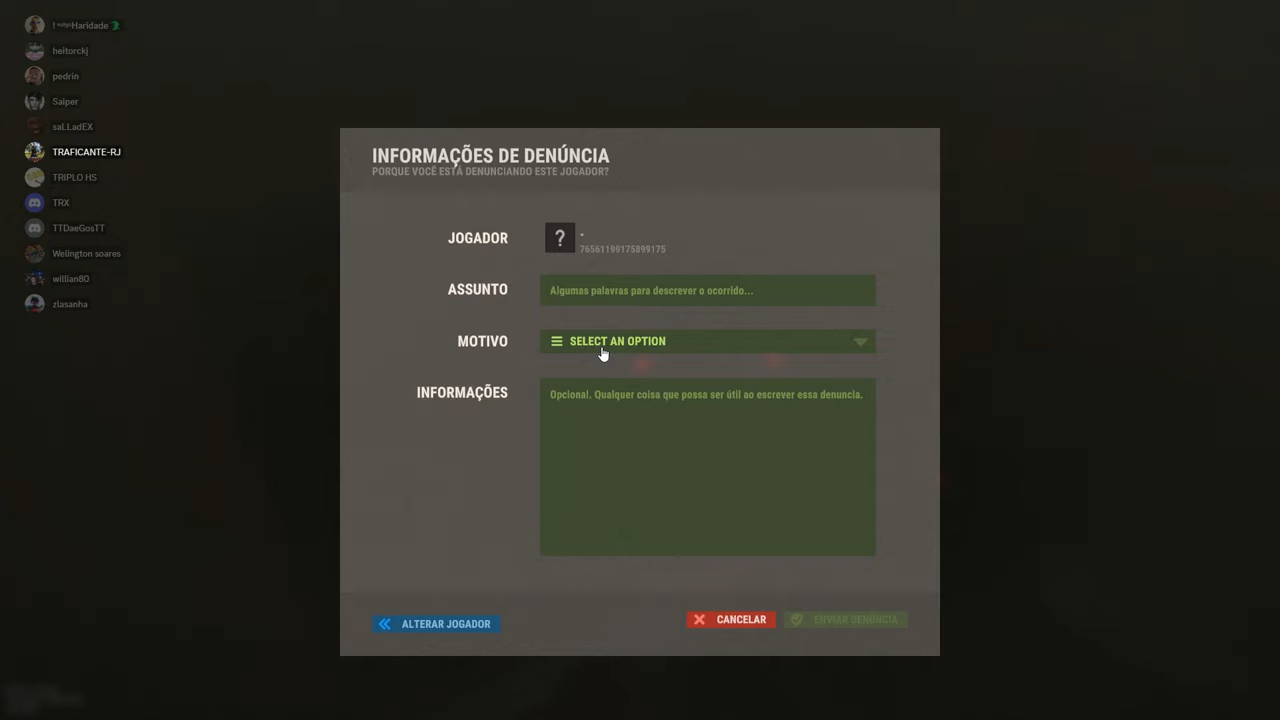 Haridade
heitorckj
pedrin
Saiper
saLLadEX
TRAFICANTE-RJ
TRIPLO HS
TRX
TTDaeGosTT
Welington soares
willian80
zlasanha
INFORMAÇÕES DE DENÚNCIA
PORQUE VOCÊ ESTÁ DENUNCIANDO ESTE JOGADOR?
JOGADOR
?
76561199175899175
ASSUNTO
Algumas palavras para descrever o ocorrido...
MOTIVO
SELECT AN OPTION
INFORMAÇÕES
Opcional. Qualquer coisa que possa ser útil ao escrever essa denuncia.
ALTERAR JOGADOR
CANCELAR
ENVIAR DENÚNCIA